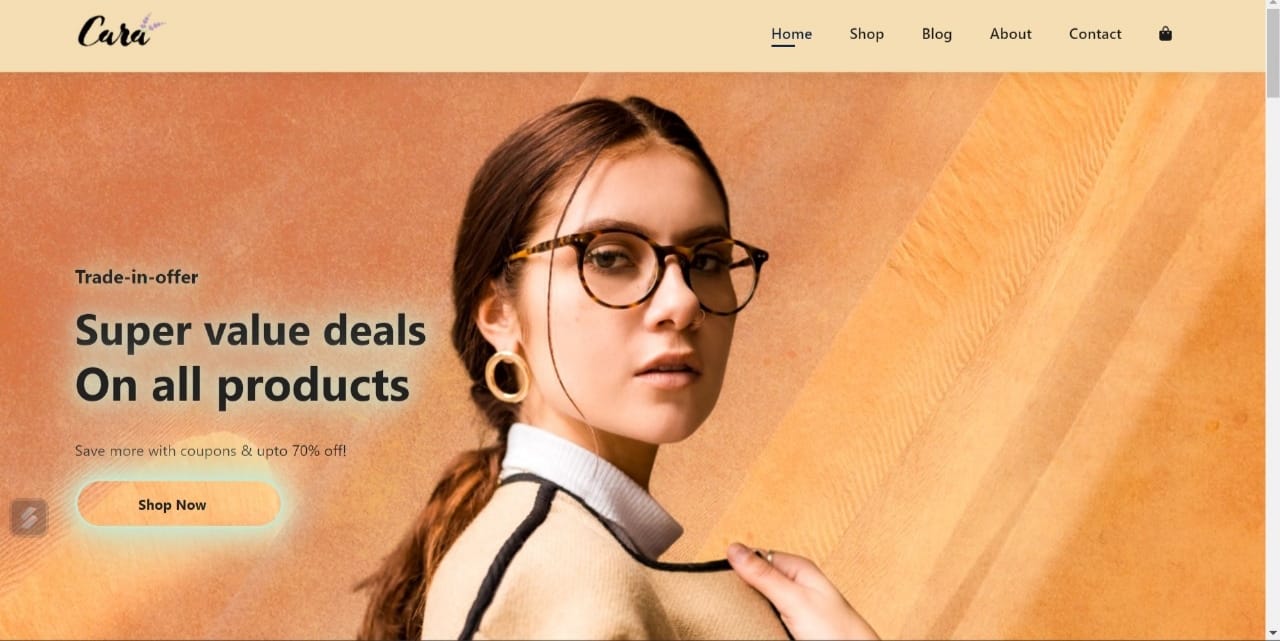 Cara
Home Shop Blog About Contact
Trade-in-offer
Super value deals
On all products
Save more with coupons & upto 70% off!
Shop Now